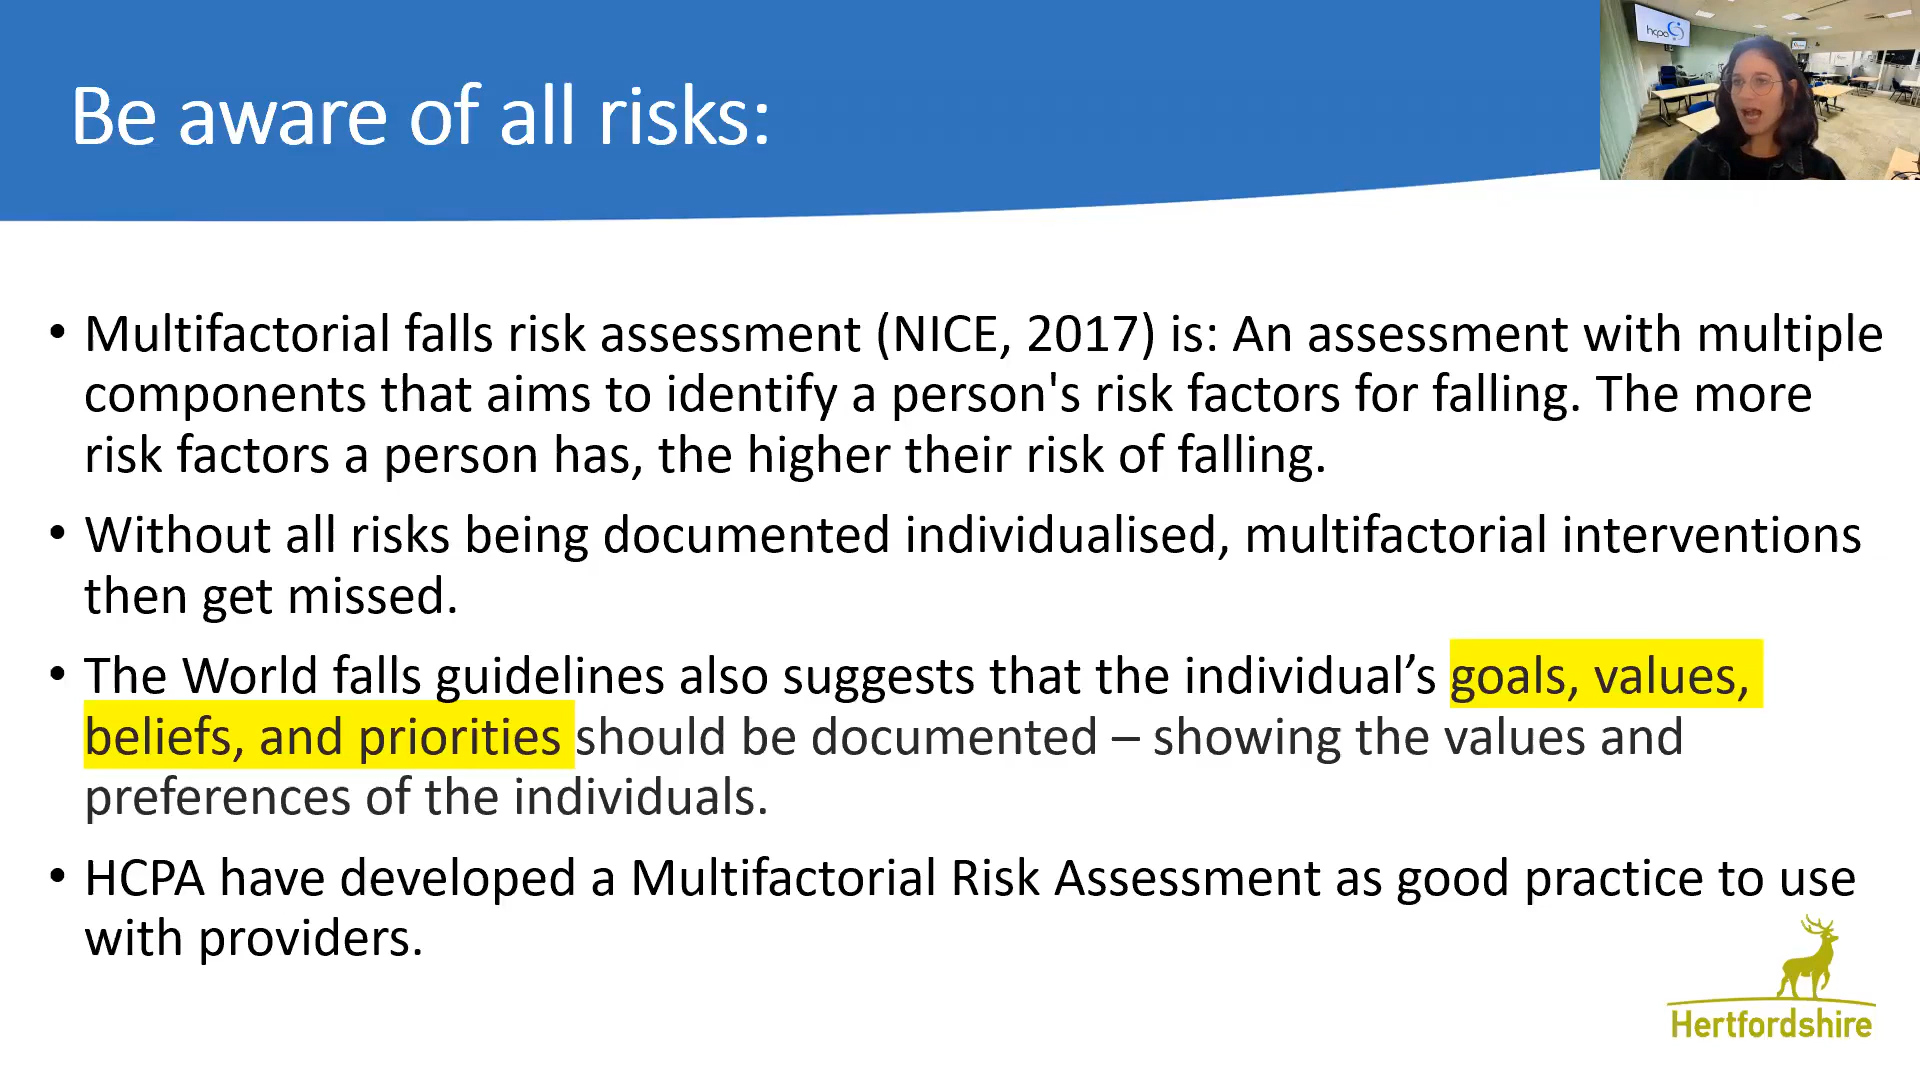 Be aware of all risks:
hcpa
• Multifactorial falls risk assessment (NICE, 2017) is: An assessment with multiple
components that aims to identify a person's risk factors for falling. The more
risk factors a person has, the higher their risk of falling.
• Without all risks being documented individualised, multifactorial interventions
then get missed.
• The World falls guidelines also suggests that the individual’s goals, values,
beliefs, and priorities should be documented – showing the values and
preferences of the individuals.
• HCPA have developed a Multifactorial Risk Assessment as good practice to use
with providers.
Hertfordshire